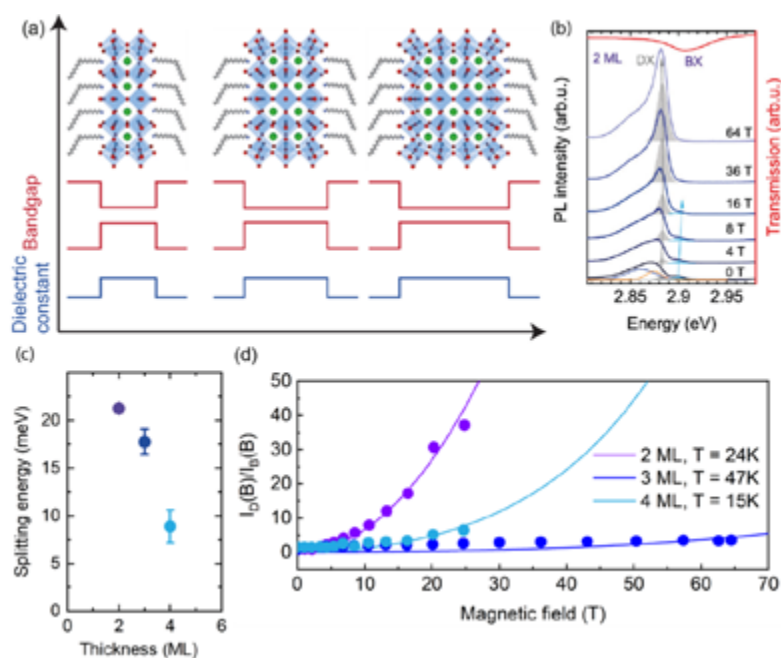 (a)
Bandgap
Dielectric
constant
(b)
2 ML
DX
BX
64 T
36 T
16 T
8 T
4 T
0 T
PL intensity (arb.u.)
Transmission (arb.u.)
2.85 2.9 2.95
Energy (eV)
(c)
20
15
10
5
0
Splitting energy (meV)
0 2 4 6
Thickness (ML)
(d)
50
40
30
20
10
0
I_D(B)/I_B(B)
2 ML, T = 24K
3 ML, T = 47K
4 ML, T = 15K
0 10 20 30 40 50 60 70
Magnetic field (T)